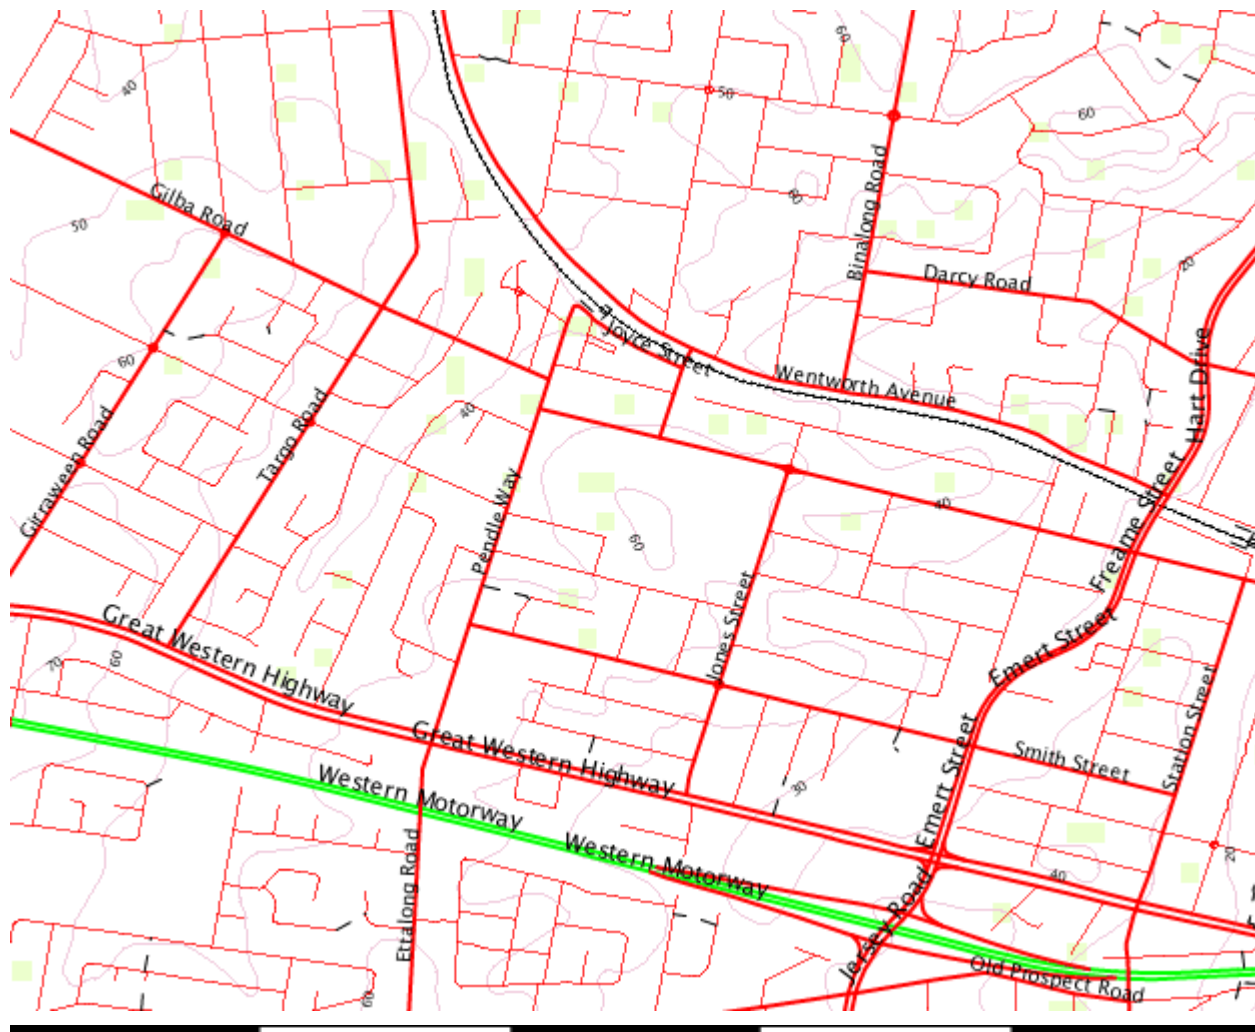 60
50
40
60
60
Gilba Road
50
Binalong Road
20
Darcy Road
Joyce Street
60
Wentworth Avenue
Hart Drive
40
Targo Road
Girraween Road
Pendle Way
40
Freame Street
60
Jones Street
Great Western Highway
Emert Street
70
60
Station Street
Great Western Highway
Emert Street
Smith Street
Western Motorway
30
Western Motorway
20
40
Ettalong Road
Jersey Road
Old Prospect Road
60